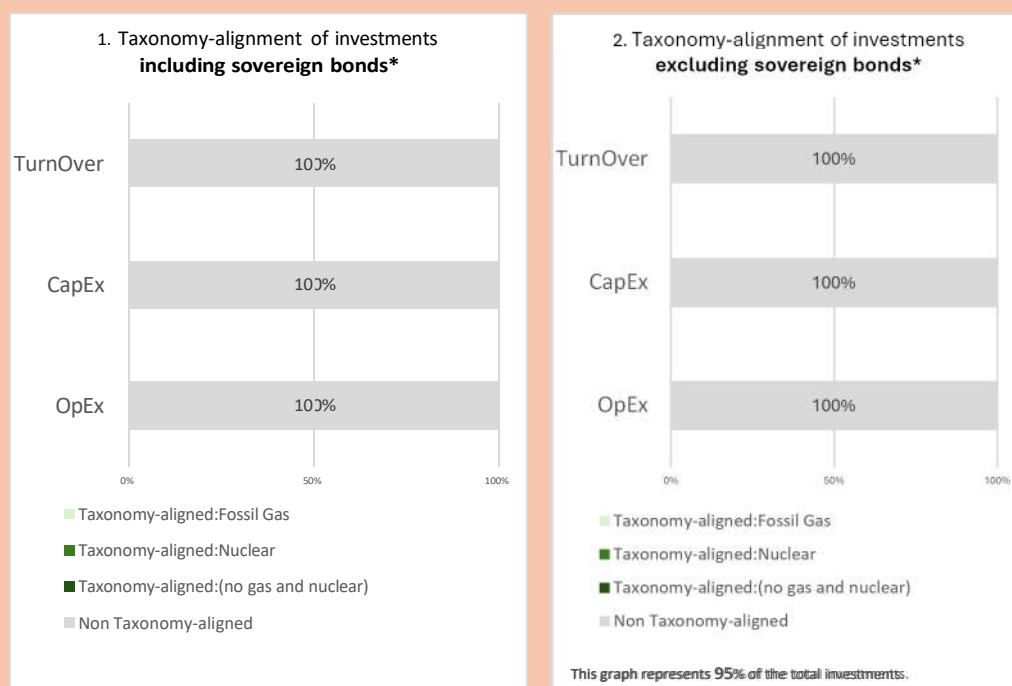 1. Taxonomy-alignment of investments
including sovereign bonds*
TurnOver
100%
CapEx
100%
OpEx
100%
0% 50% 100%
Taxonomy-aligned:Fossil Gas
Taxonomy-aligned:Nuclear
Taxonomy-aligned:(no gas and nuclear)
Non Taxonomy-aligned
2. Taxonomy-alignment of investments
excluding sovereign bonds*
TurnOver
100%
CapEx
100%
OpEx
100%
0% 50% 100%
Taxonomy-aligned:Fossil Gas
Taxonomy-aligned:Nuclear
Taxonomy-aligned:(no gas and nuclear)
Non Taxonomy-aligned
This graph represents 95% of the total investments.